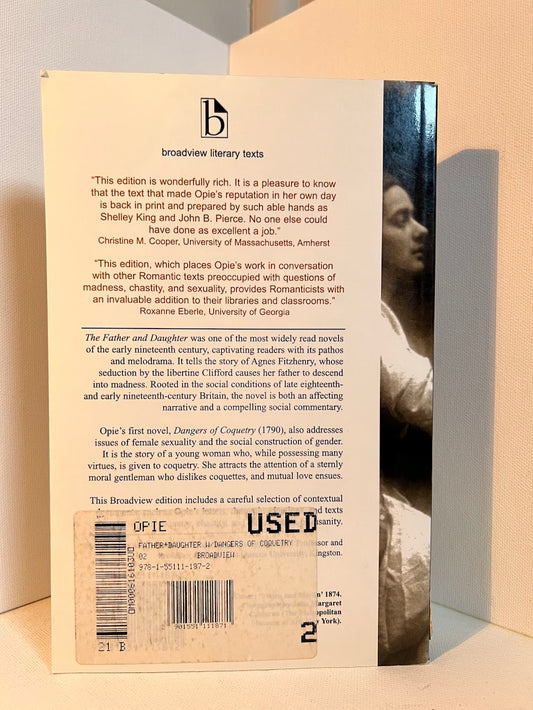 b
broadview literary texts
"This edition is wonderfully rich. It is a pleasure to know
that the text that made Opie's reputation in her own day
is back in print and prepared by such able hands as
Shelley King and John B. Pierce. No one else could
have done as excellent a job."
Christine M. Cooper, University of Massachusetts, Amherst
"This edition, which places Opie's work in conversation
with other Romantic texts preoccupied with questions of
madness, chastity, and sexuality, provides Romanticists with
an invaluable addition to their libraries and classrooms."
Roxanne Eberle, University of Georgia
The Father and Daughter was one of the most widely read novels
of the early nineteenth century, captivating readers with its pathos
and melodrama. It tells the story of Agnes Fitzhenry, whose
seduction by the libertine Clifford causes her father to descend
into madness. Rooted in the social conditions of late eighteenth-
and early nineteenth-century Britain, the novel is both an affecting
narrative and a compelling social commentary.
Opie's first novel, Dangers of Coquetry (1790), also addresses
issues of female sexuality and the social construction of gender.
It is the story of a young woman who, while possessing many
virtues, is given to coquetry. She attracts the attention of a sternly
moral gentleman who dislikes coquettes, and mutual love ensues.
This Broadview edition includes a careful selection of contextual
texts
insanity.
and
Kingston.
1874.
Margaret
York).
OPIE
USED
FATHER+DAUGHTER W/DANGERS OF COQUETRY
02 /BROADVIEW
978-1-55111-187-2
21 B
2